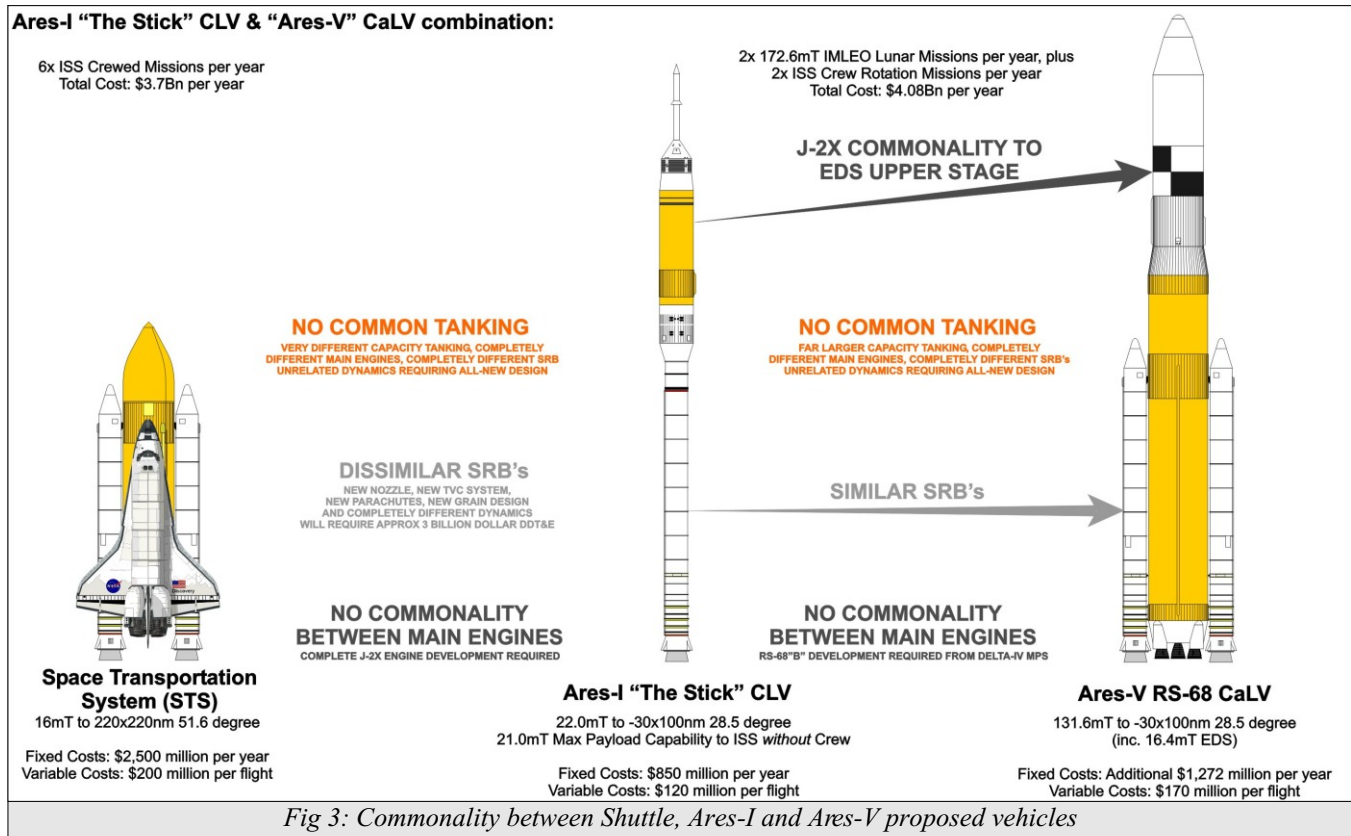 Ares-I “The Stick” CLV & “Ares-V” CaLV combination:
6x ISS Crewed Missions per year
Total Cost: $3.7Bn per year
2x 172.6mT IMLEO Lunar Missions per year, plus
2x ISS Crew Rotation Missions per year
Total Cost: $4.08Bn per year
J-2X COMMONALITY TO
EDS UPPER STAGE
NO COMMON TANKING
VERY DIFFERENT CAPACITY TANKING, COMPLETELY
DIFFERENT MAIN ENGINES, COMPLETELY DIFFERENT SRB
UNRELATED DYNAMICS REQUIRING ALL-NEW DESIGN
NO COMMON TANKING
FAR LARGER CAPACITY TANKING, COMPLETELY
DIFFERENT MAIN ENGINES, COMPLETELY DIFFERENT SRB's
UNRELATED DYNAMICS REQUIRING ALL-NEW DESIGN
DISSIMILAR SRB's
NEW NOZZLE, NEW TVC SYSTEM,
NEW PARACHUTES, NEW GRAIN DESIGN
AND COMPLETELY DIFFERENT DYNAMICS
WILL REQUIRE APPROX 3 BILLION DOLLAR DDT&E
SIMILAR SRB's
NO COMMONALITY
BETWEEN MAIN ENGINES
COMPLETE J-2X ENGINE DEVELOPMENT REQUIRED
NO COMMONALITY
BETWEEN MAIN ENGINES
RS-68"B" DEVELOPMENT REQUIRED FROM DELTA-IV MPS
NASA
Discovery
Space Transportation
System (STS)
16mT to 220x220nm 51.6 degree
Fixed Costs: $2,500 million per year
Variable Costs: $200 million per flight
Ares-I “The Stick” CLV
22.0mT to -30x100nm 28.5 degree
21.0mT Max Payload Capability to ISS without Crew
Fixed Costs: $850 million per year
Variable Costs: $120 million per flight
Ares-V RS-68 CaLV
131.6mT to -30x100nm 28.5 degree
(inc. 16.4mT EDS)
Fixed Costs: Additional $1,272 million per year
Variable Costs: $170 million per flight
Fig 3: Commonality between Shuttle, Ares-I and Ares-V proposed vehicles